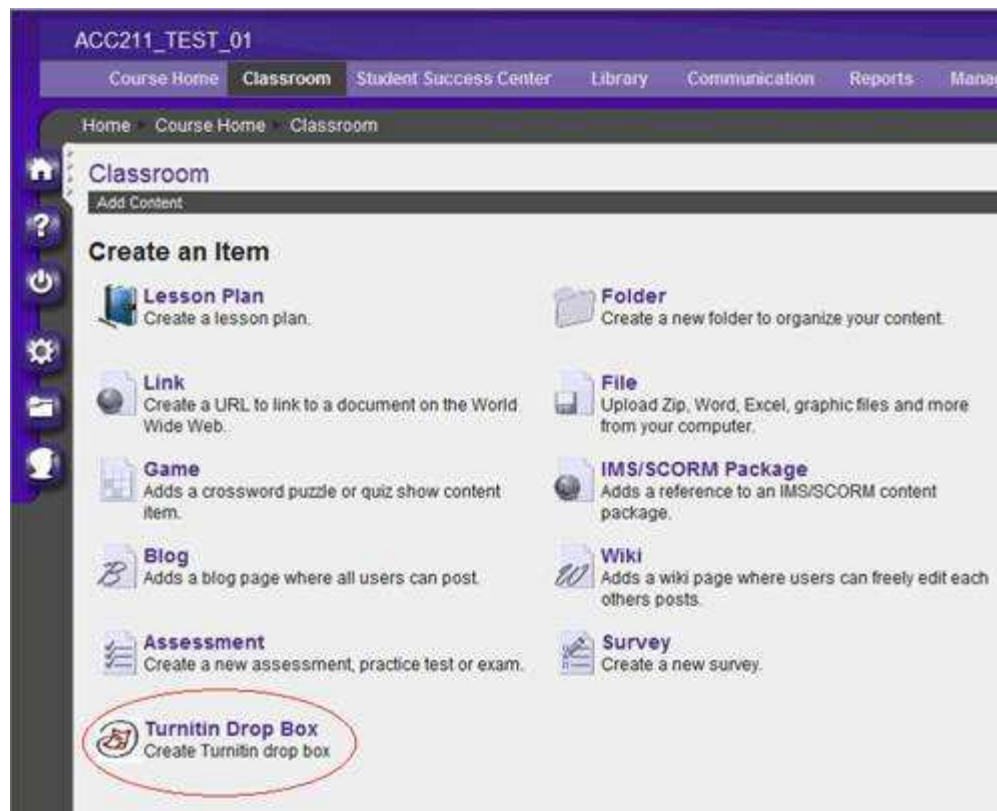 ACC211_TEST_01
Course Home Classroom Student Success Center Library Communication Reports
Home Course Home Classroom
Classroom
Add Content
Create an Item
Lesson Plan
Create a lesson plan.
Folder
Create a new folder to organize your content.
Link
Create a URL to link to a document on the World
Wide Web.
File
Upload Zip, Word, Excel, graphic files and more
from your computer.
Game
Adds a crossword puzzle or quiz show content
item.
IMS/SCORM Package
Adds a reference to an IMS/SCORM content
package.
Blog
Adds a blog page where all users can post.
Wiki
Adds a wiki page where users can freely edit each
others posts.
Assessment
Create a new assessment, practice test or exam.
Survey
Create a new survey.
Turnitin Drop Box
Create Turnitin drop box